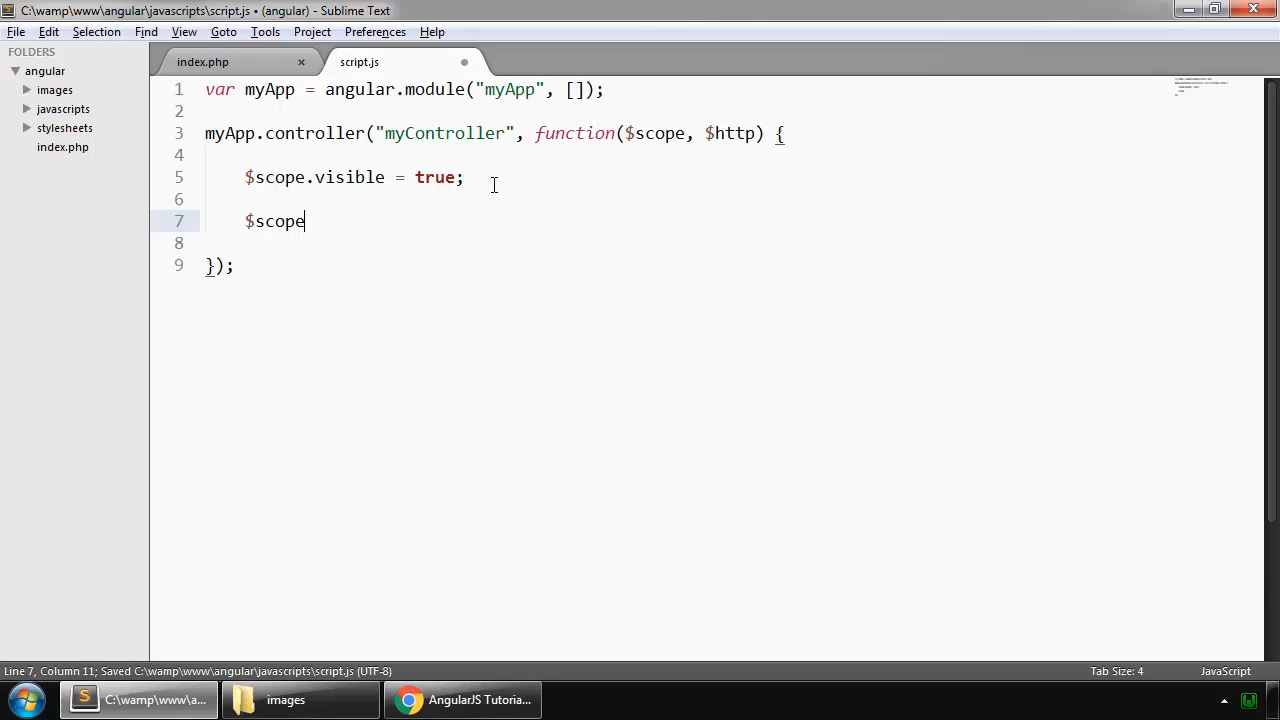 C:\wamp\www\angular\javascripts\script.js • (angular) - Sublime Text
File Edit Selection Find View Goto Tools Project Preferences Help
FOLDERS
angular
images
javascripts
stylesheets
index.php
index.php × script.js
1 var myApp = angular.module("myApp", []);
2
3 myApp.controller("myController", function($scope, $http) {
4
5 $scope.visible = true;
6
7 $scope
8
9 });
Line 7, Column 11; Saved C:\wamp\www\angular\javascripts\script.js (UTF-8) Tab Size: 4 JavaScript
C:\wamp\www\a... images AngularJS Tutoria...